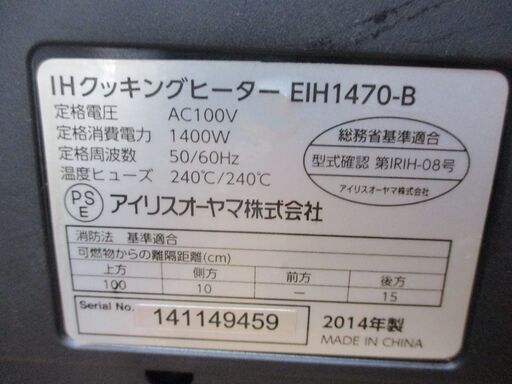 IHクッキングヒーター EIH1470-B
定格電圧 AC100V
定格消費電力 1400W
定格周波数 50/60Hz
温度ヒューズ 240℃/240℃
総務省基準適合
型式確認 第IRIH-08号
アイリスオーヤマ株式会社
PS
E
アイリスオーヤマ株式会社
消防法 基準適合
可燃物からの離隔距離(cm)
上方 側方 前方 後方
100 10 — 15
Serial No. 141149459
2014年製
MADE IN CHINA